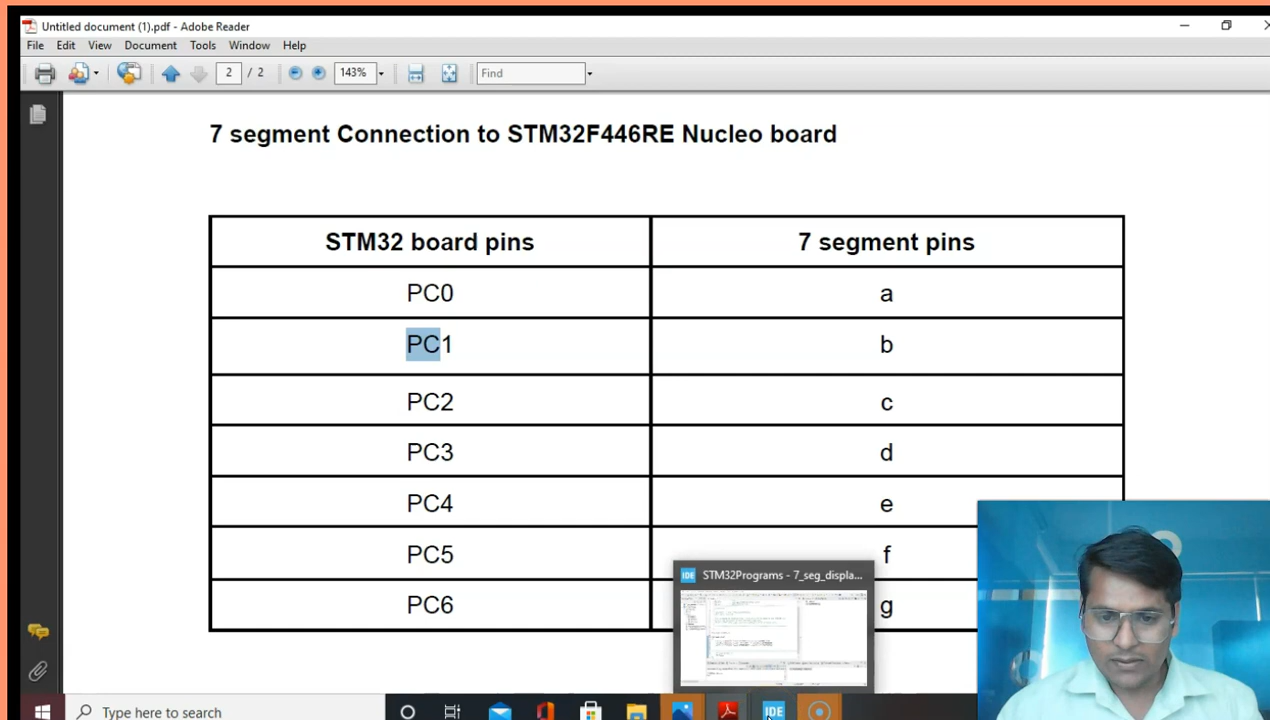 Untitled document (1).pdf - Adobe Reader
File Edit View Document Tools Window Help
2 / 2 143% Find
7 segment Connection to STM32F446RE Nucleo board
STM32 board pins 7 segment pins
PC0 a
PC1 b
PC2 c
PC3 d
PC4 e
PC5 f
PC6 g
IDE STM32Programs - 7_seg_displa...
Type here to search IDE